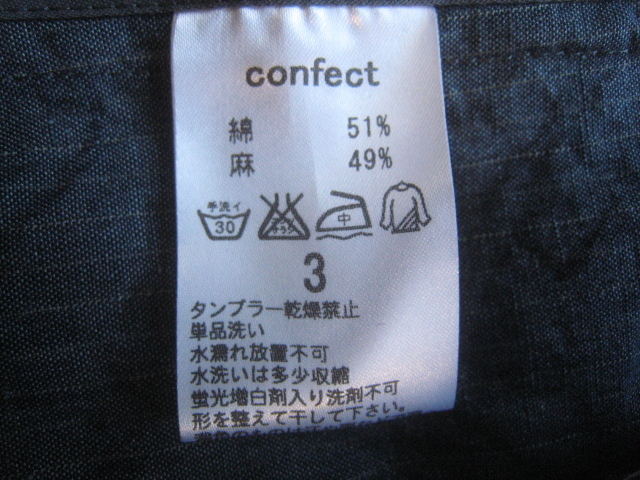 confect
綿 51%
麻 49%
手洗イ
30
中
3
タンブラー乾燥禁止
単品洗い
水濡れ放置不可
水洗いは多少収縮
蛍光増白剤入り洗剤不可
形を整えて干して下さい。